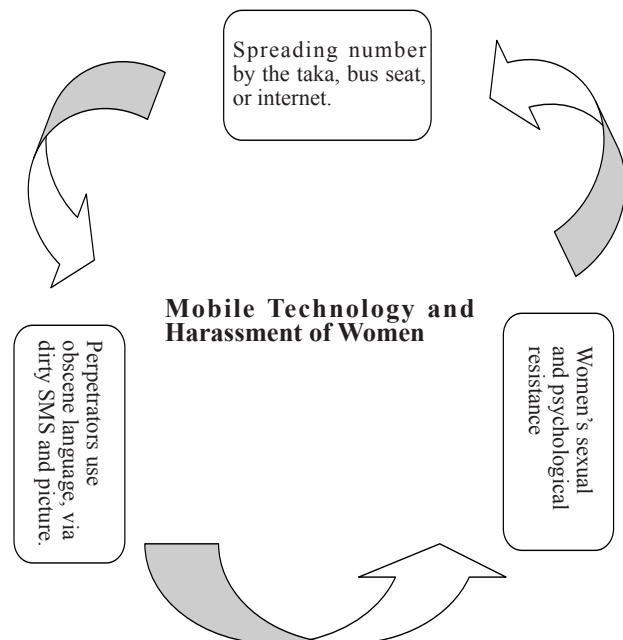 Spreading number
by the taka, bus seat,
or internet.
Mobile Technology and
Harassment of Women
Perpetrators use
obscene language, via
dirty SMS and picture.
Women's sexual
and psychological
resistance